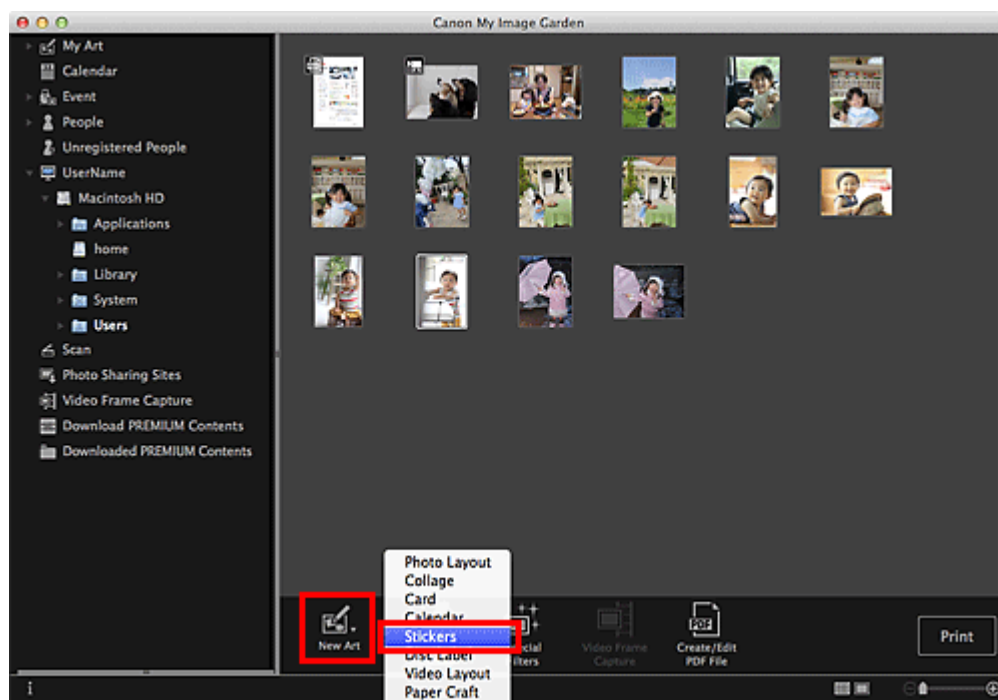 Canon My Image Garden
My Art
Calendar
Event
People
Unregistered People
UserName
Macintosh HD
Applications
home
Library
System
Users
Scan
Photo Sharing Sites
Video Frame Capture
Download PREMIUM Contents
Downloaded PREMIUM Contents
Photo Layout
Collage
Card
Calendar
Stickers
Disc Label
Video Layout
Paper Craft
New Art
Video Frame
Capture
Create/Edit
PDF File
PDF
Print